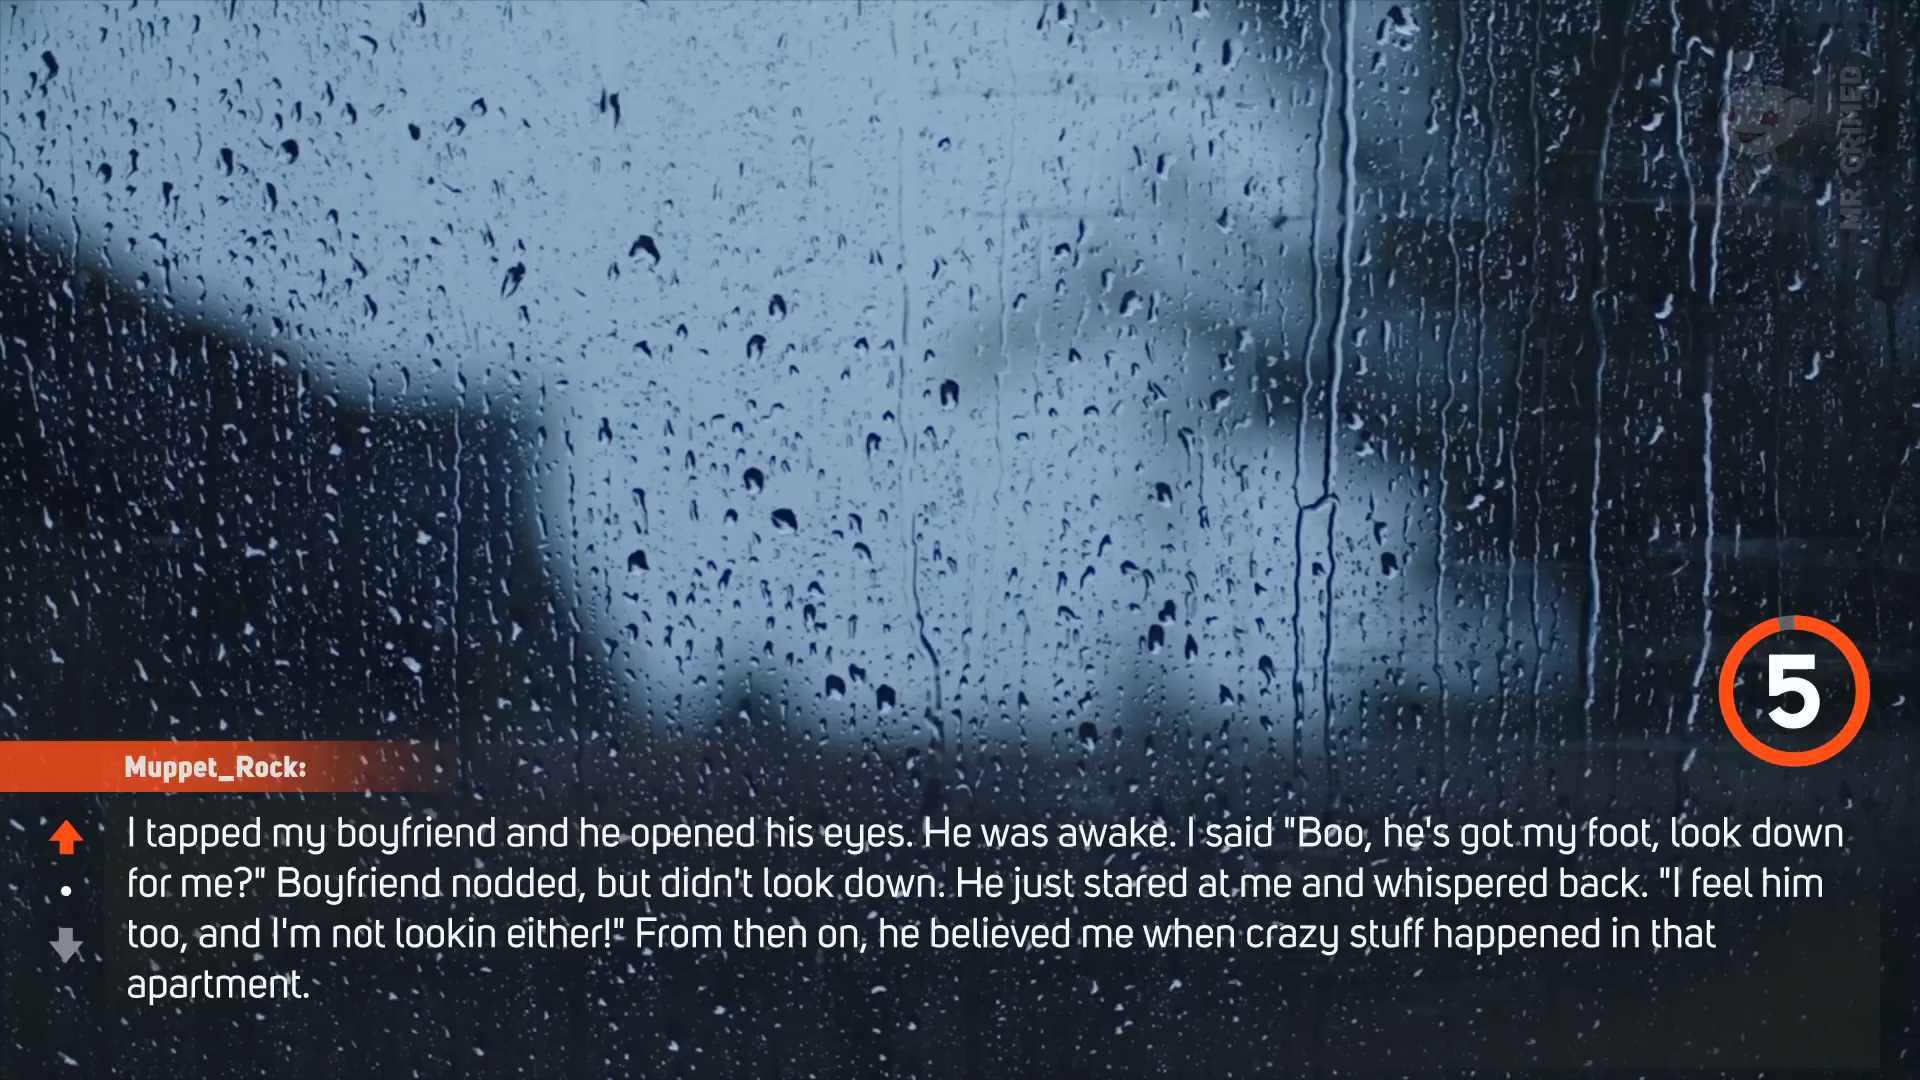 MR. GRIMED
5
Muppet_Rock:
I tapped my boyfriend and he opened his eyes. He was awake. I said "Boo, he's got my foot, look down
for me?" Boyfriend nodded, but didn't look down. He just stared at me and whispered back. "I feel him
too, and I'm not lookin either!" From then on, he believed me when crazy stuff happened in that
apartment.